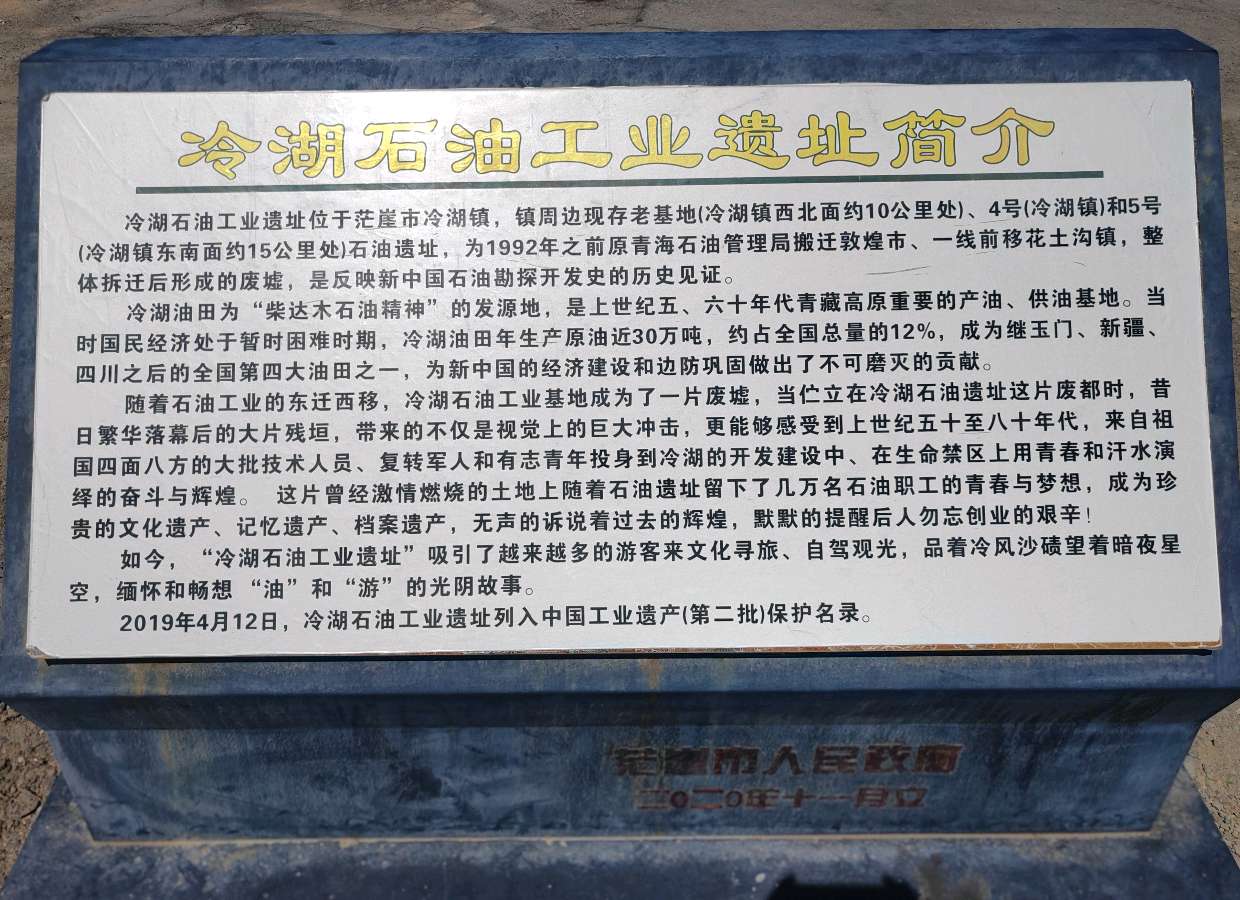 冷湖石油工业遗址简介
冷湖石油工业遗址位于茫崖市冷湖镇，镇周边现存老基地(冷湖镇西北面约10公里处)、4号(冷湖镇)和5号
(冷湖镇东南面约15公里处)石油遗址，为1992年之前原青海石油管理局搬迁敦煌市、一线前移花土沟镇，整
体拆迁后形成的废墟，是反映新中国石油勘探开发史的历史见证。
冷湖油田为“柴达木石油精神”的发源地，是上世纪五、六十年代青藏高原重要的产油、供油基地。当
时国民经济处于暂时困难时期，冷湖油田年生产原油近30万吨，约占全国总量的12%，成为继玉门、新疆、
四川之后的全国第四大油田之一，为新中国的经济建设和边防巩固做出了不可磨灭的贡献。
随着石油工业的东迁西移，冷湖石油工业基地成为了一片废墟，当伫立在冷湖石油遗址这片废都时，昔
日繁华落幕后的大片残垣，带来的不仅是视觉上的巨大冲击，更能够感受到上世纪五十至八十年代，来自祖
国四面八方的大批技术人员、复转军人和有志青年投身到冷湖的开发建设中、在生命禁区上用青春和汗水演
绎的奋斗与辉煌。 这片曾经激情燃烧的土地上随着石油遗址留下了几万名石油职工的青春与梦想，成为珍
贵的文化遗产、记忆遗产、档案遗产，无声的诉说着过去的辉煌，默默的提醒后人勿忘创业的艰辛！
如今，“冷湖石油工业遗址”吸引了越来越多的游客来文化寻旅、自驾观光，品着冷风沙碛望着暗夜星
空，缅怀和畅想“油”和“游”的光阴故事。
2019年4月12日，冷湖石油工业遗址列入中国工业遗产(第二批)保护名录。
茫崖市人民政府
二0二0年十一月立